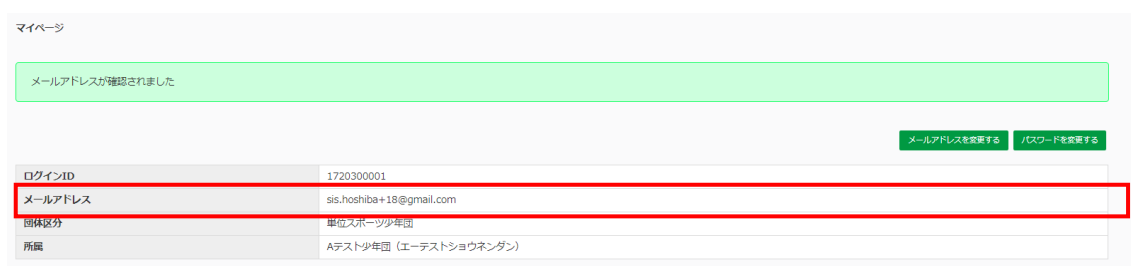 マイページ
メールアドレスが確認されました
メールアドレスを変更する パスワードを変更する
ログインID 1720300001
メールアドレス sis.hoshiba+18@gmail.com
団体区分 単位スポーツ少年団
所属 Aテスト少年団（エーテストショウネンダン）